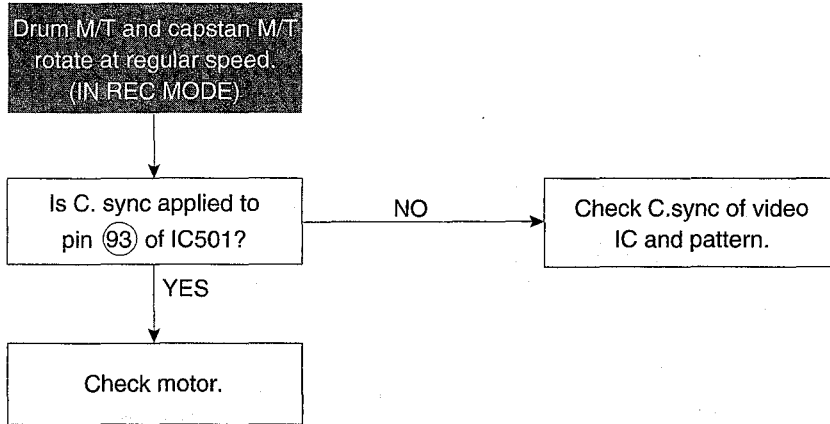 Drum M/T and capstan M/T
rotate at regular speed.
(IN REC MODE)
Is C. sync applied to
pin 93 of IC501?
NO
Check C.sync of video
IC and pattern.
YES
Check motor.